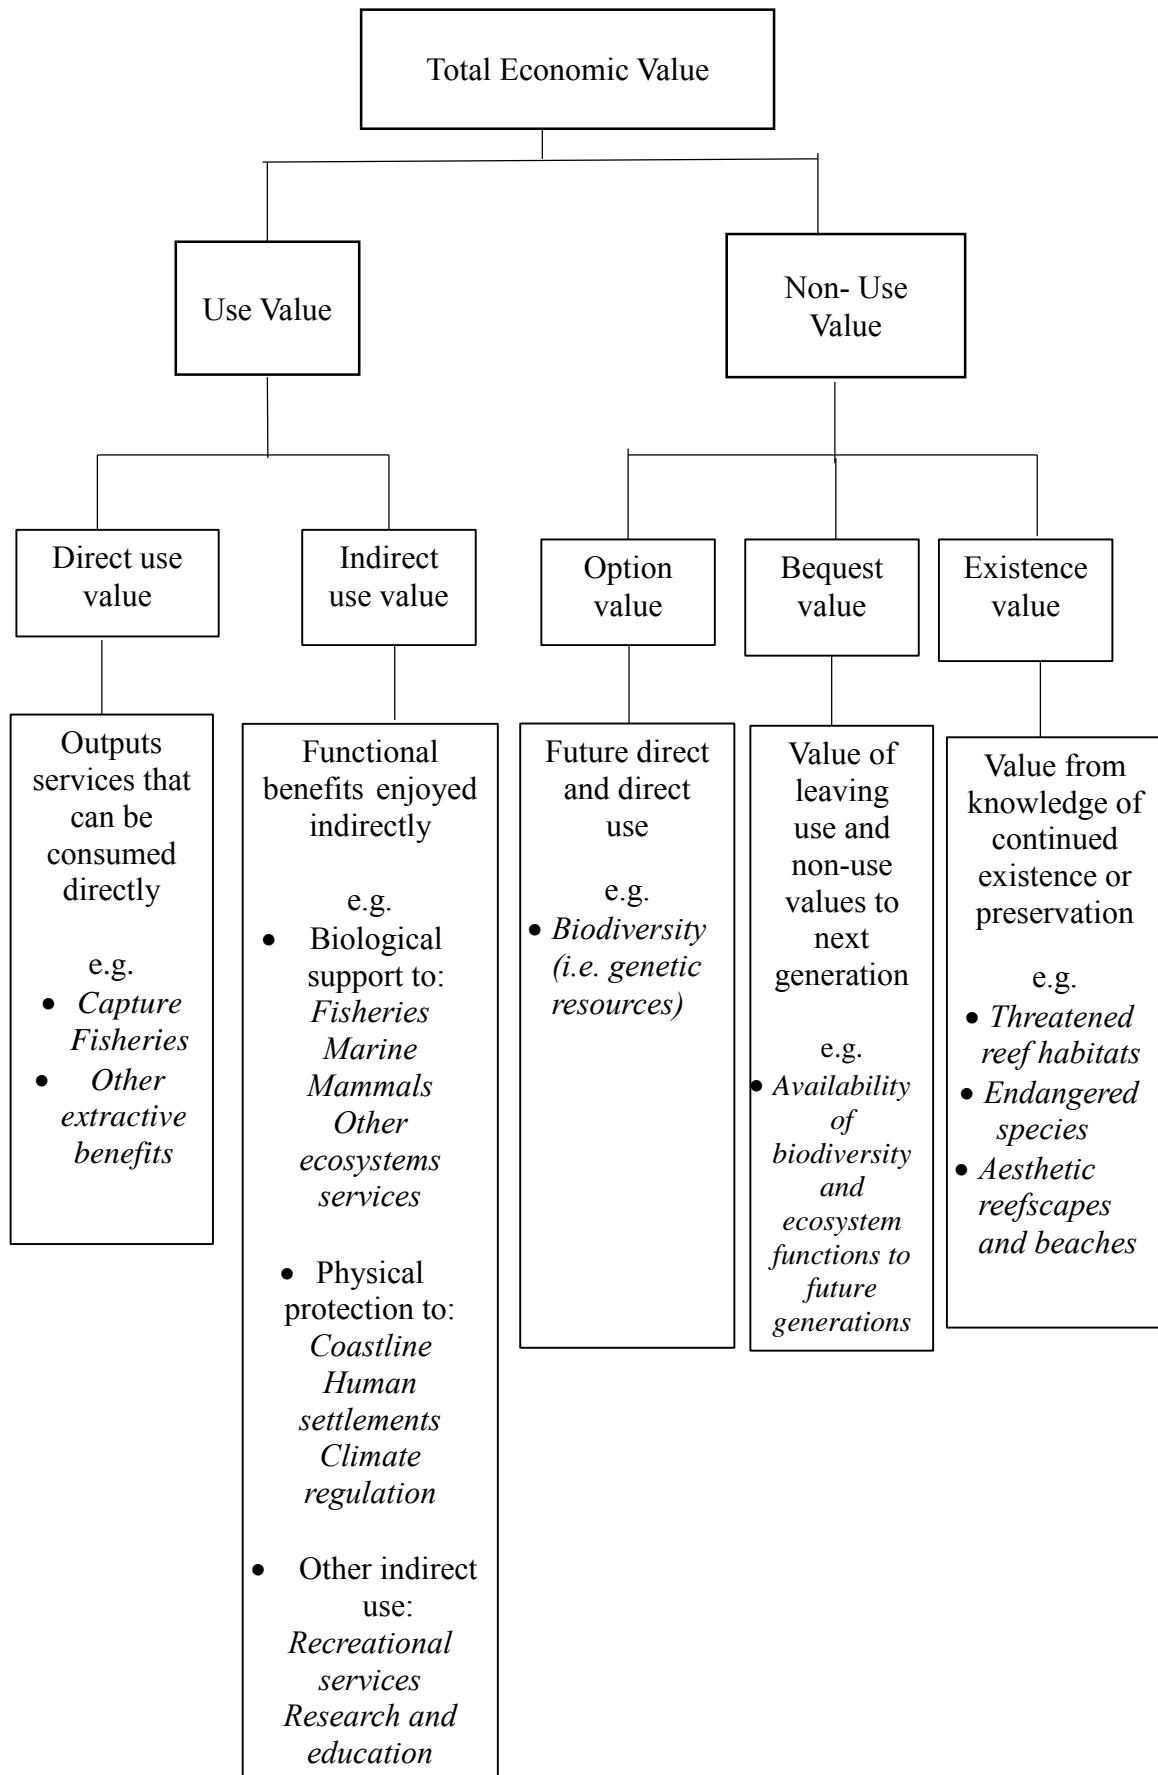 Total Economic Value
Use Value
Non- Use
Value
Direct use
value
Indirect
use value
Option
value
Bequest
value
Existence
value
Outputs
services that
can be
consumed
directly
e.g.
• Capture
Fisheries
• Other
extractive
benefits
Functional
benefits enjoyed
indirectly
e.g.
• Biological
support to:
Fisheries
Marine
Mammals
Other
ecosystems
services
• Physical
protection to:
Coastline
Human
settlements
Climate
regulation
• Other indirect
use:
Recreational
services
Research and
education
Future direct
and direct
use
e.g.
• Biodiversity
(i.e. genetic
resources)
Value of
leaving
use and
non-use
values to
next
generation
e.g.
• Availability
of
biodiversity
and
ecosystem
functions to
future
generations
Value from
knowledge of
continued
existence or
preservation
e.g.
• Threatened
reef habitats
• Endangered
species
• Aesthetic
reefscapes
and beaches